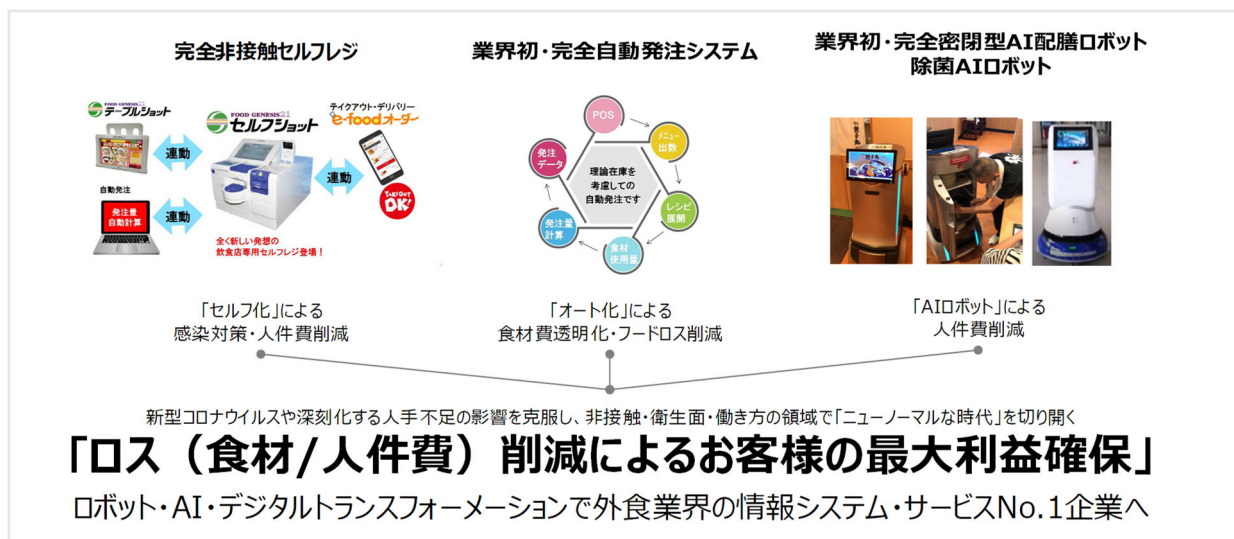 完全非接触セルフレジ
業界初・完全自動発注システム
業界初・完全密閉型AI配膳ロボット
除菌AIロボット
FOOD GENESIS21
テーブルショット
FOOD GENESIS21
セルフショット
テイクアウト・デリバリー
e-foodオーダー
連動
連動
自動発注
発注量
自動計算
連動
TAKE OUT
OK!
全く新しい発想の
飲食店専用セルフレジ登場！
POS
メニュー
出数
レシピ
展開
食材
使用量
発注量
計算
発注
データ
理論在庫を
考慮しての
自動発注です
「セルフ化」による
感染対策・人件費削減
「オート化」による
食材費透明化・フードロス削減
「AIロボット」による
人件費削減
新型コロナウイルスや深刻化する人手不足の影響を克服し、非接触・衛生面・働き方の領域で「ニューノーマルな時代」を切り開く
「ロス（食材/人件費）削減によるお客様の最大利益確保」
ロボット・AI・デジタルトランスフォーメーションで外食業界の情報システム・サービスNo.1企業へ